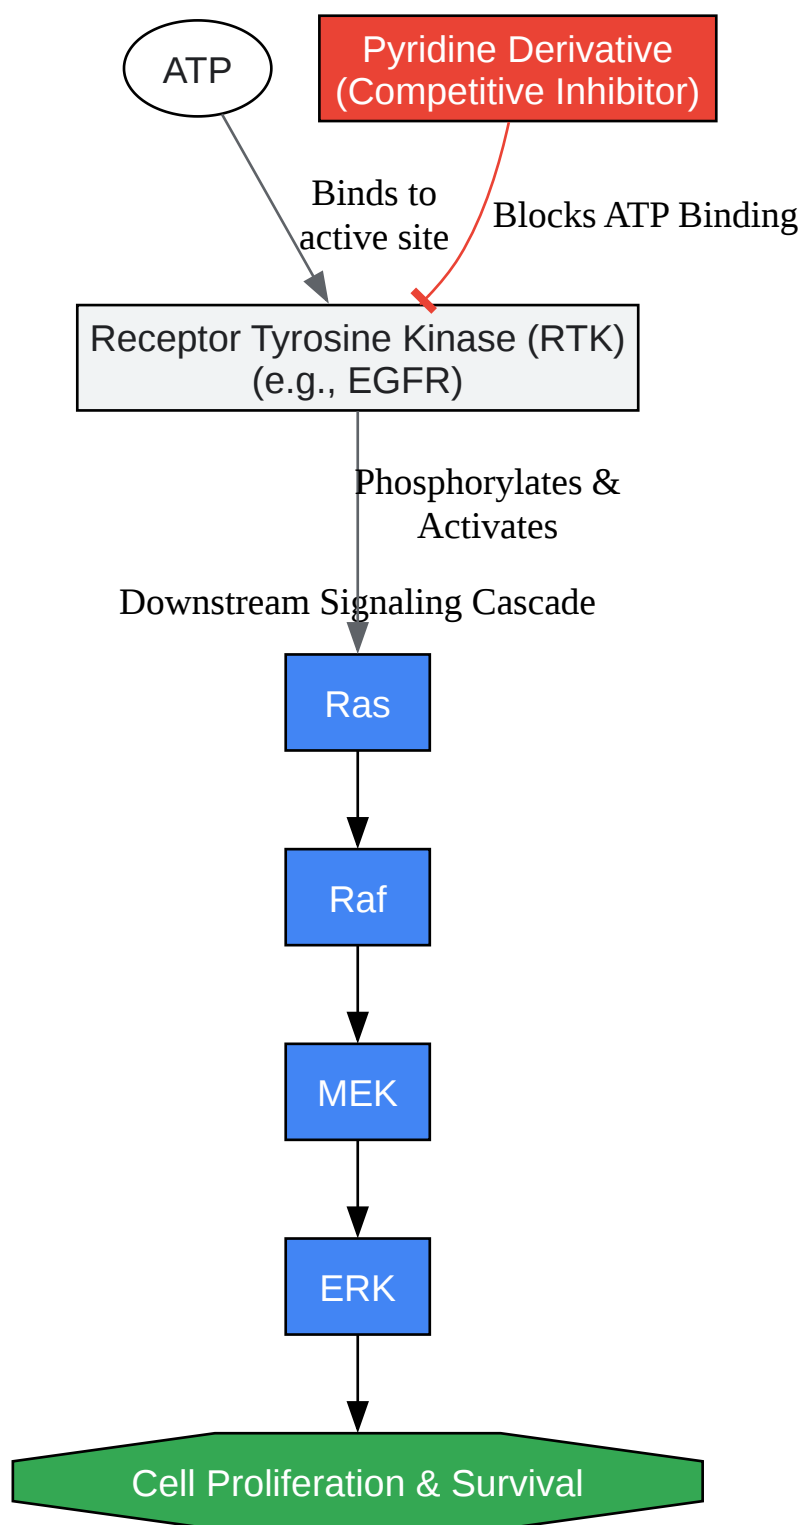 ATP
Pyridine Derivative
(Competitive Inhibitor)
Binds to
active site
Blocks ATP Binding
Receptor Tyrosine Kinase (RTK)
(e.g., EGFR)
Phosphorylates &
Activates
Downstream Signaling Cascade
Ras
Raf
MEK
ERK
Cell Proliferation & Survival